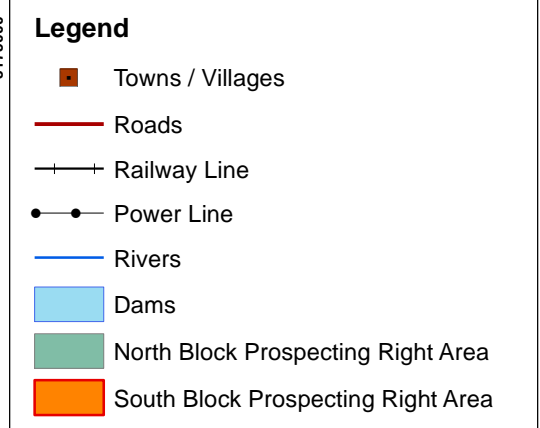 Legend
Towns / Villages
Roads
Railway Line
Power Line
Rivers
Dams
North Block Prospecting Right Area
South Block Prospecting Right Area